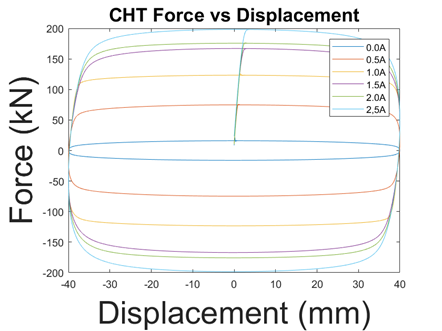 CHT Force vs Displacement
200
150
100
50
0
-50
-100
-150
-200
Force (kN)
0.0A
0.5A
1.0A
1.5A
2.0A
2,5A
-40
-30
-20
-10
0
10
20
30
40
Displacement (mm)